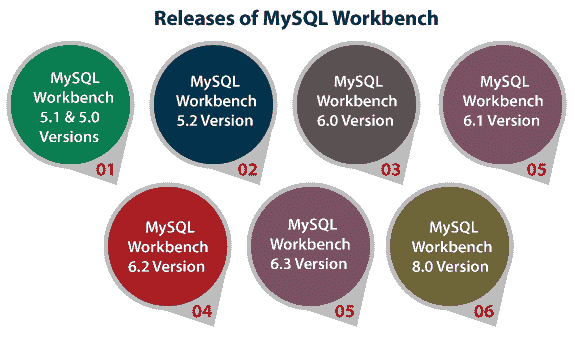 Releases of MySQL Workbench
MySQL
Workbench
5.1 & 5.0
Versions
01
MySQL
Workbench
5.2 Version
02
MySQL
Workbench
6.0 Version
03
MySQL
Workbench
6.1 Version
05
MySQL
Workbench
6.2 Version
04
MySQL
Workbench
6.3 Version
05
MySQL
Workbench
8.0 Version
06